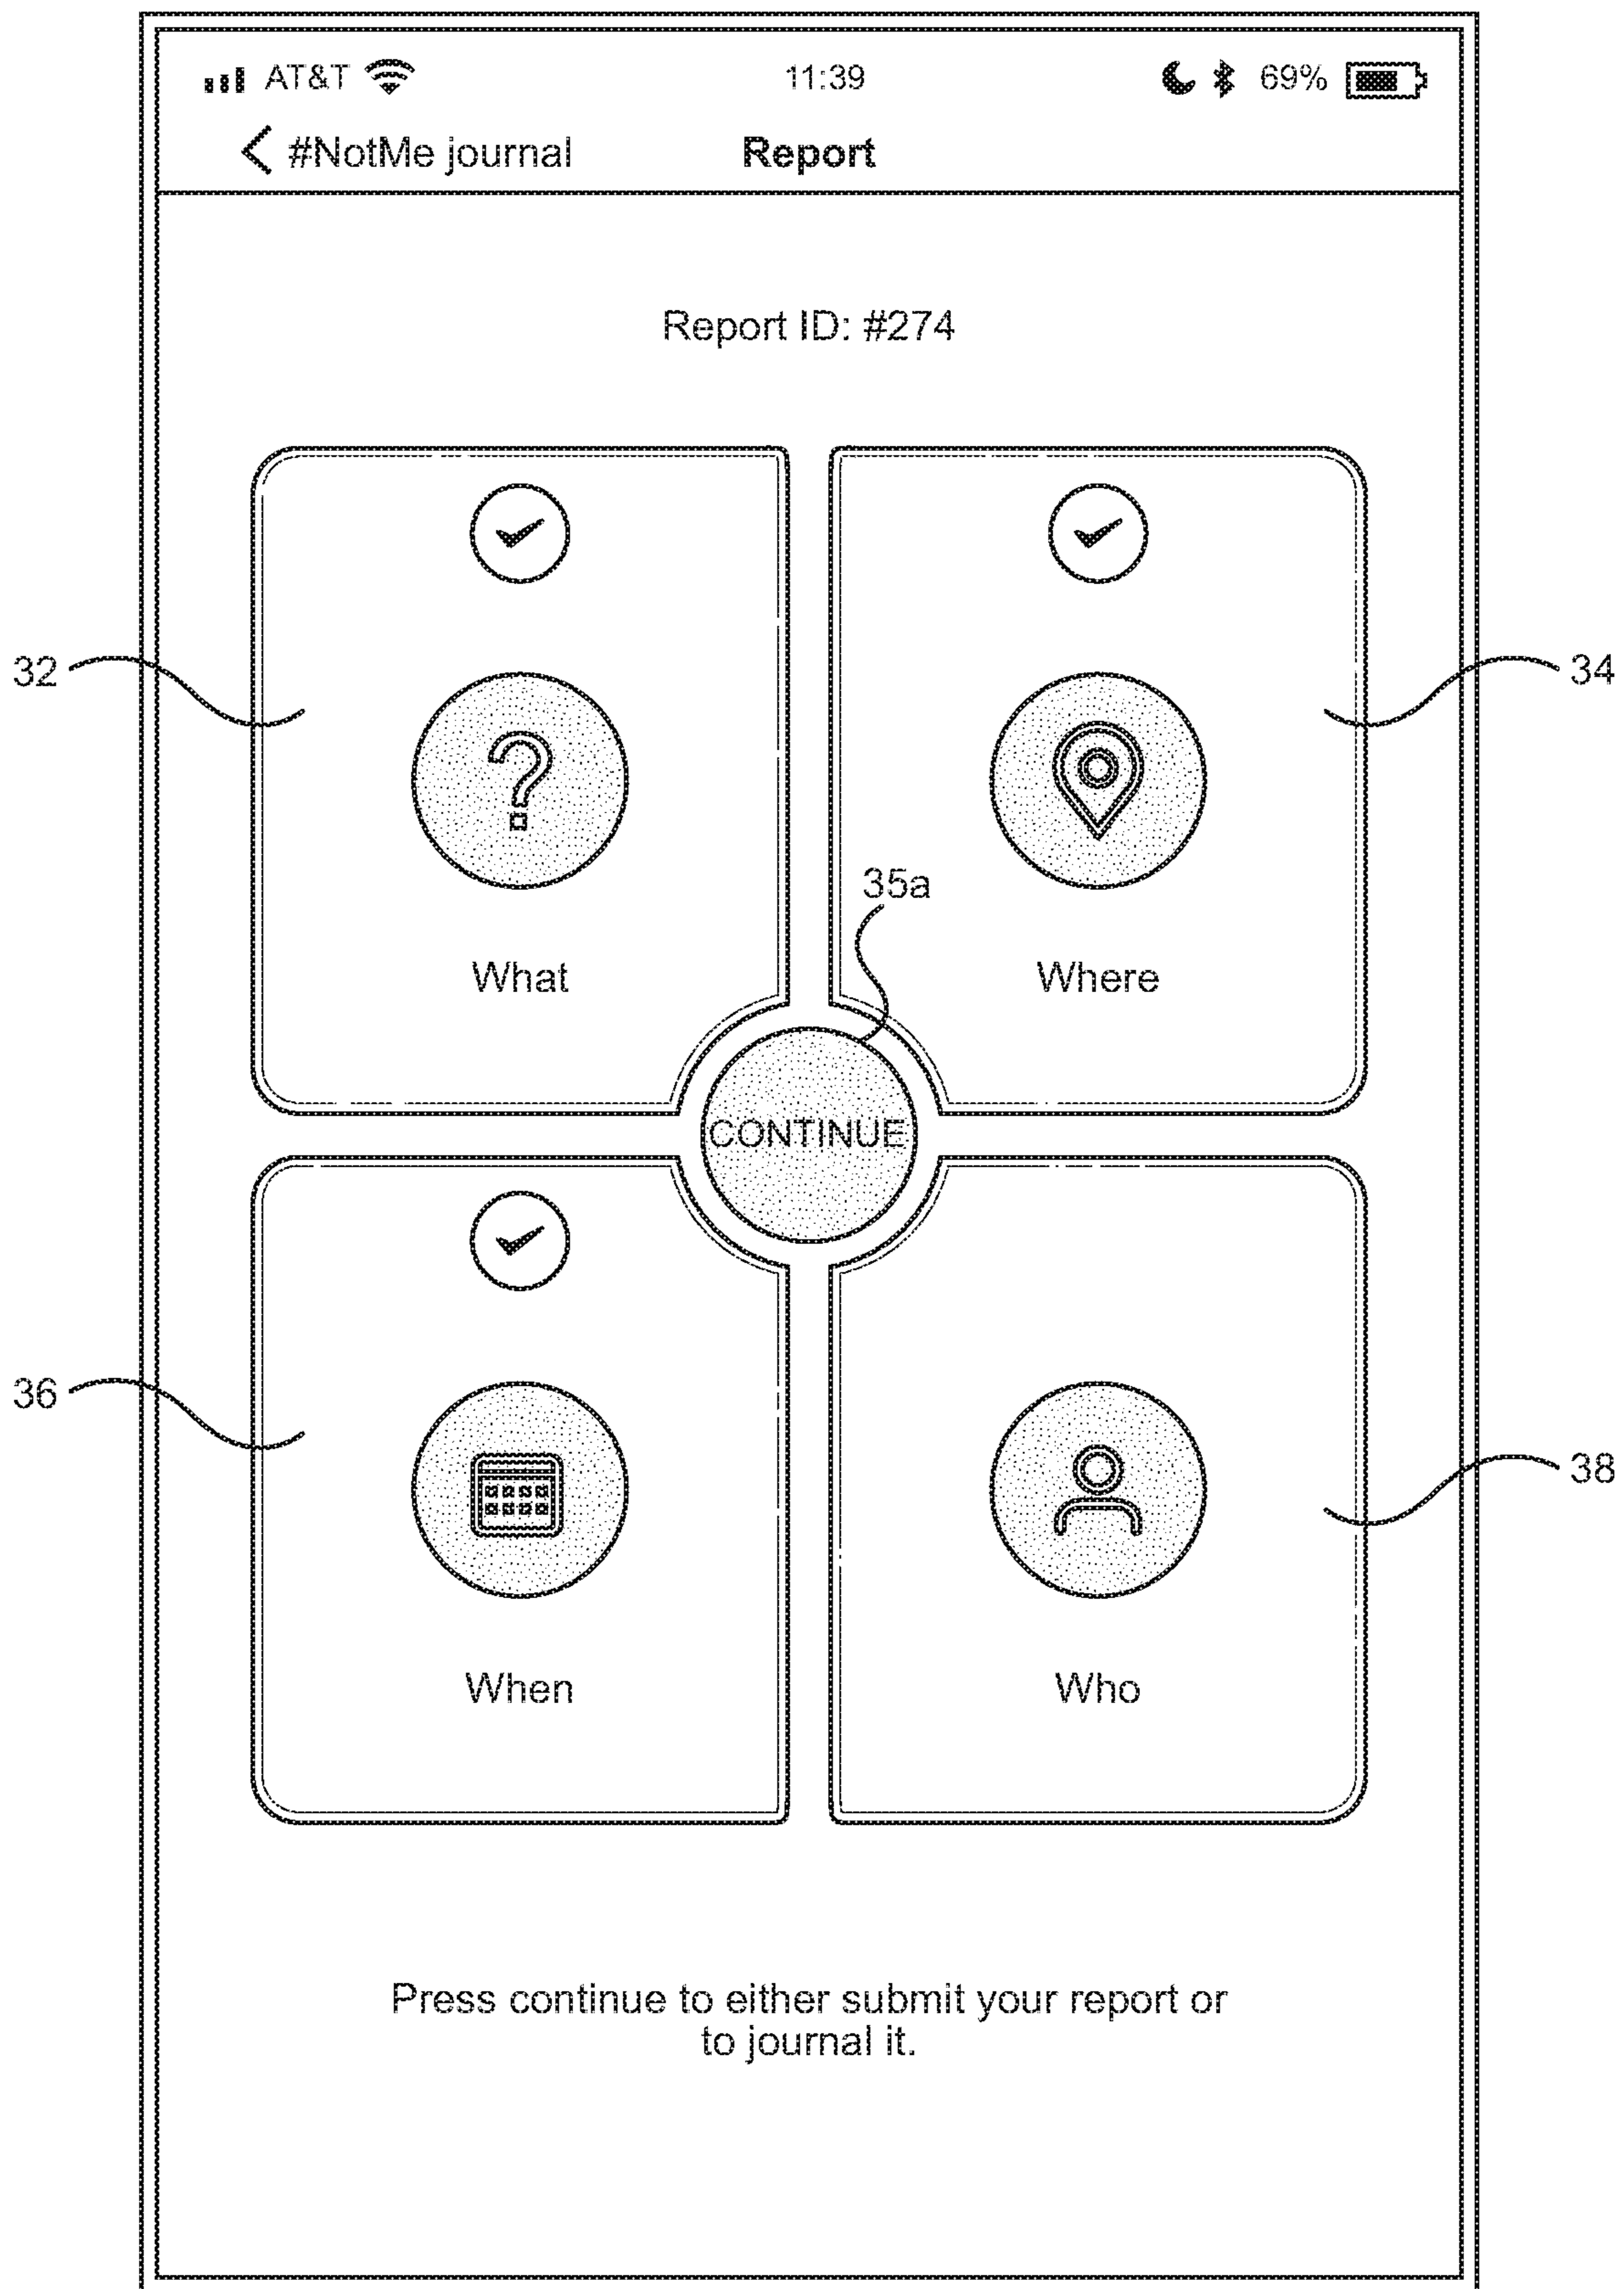 AT&T 11:39 69%
#NotMe journal Report
Report ID: #274
32 34
35a
What Where
CONTINUE
36
38
When Who
Press continue to either submit your report or
to journal it.